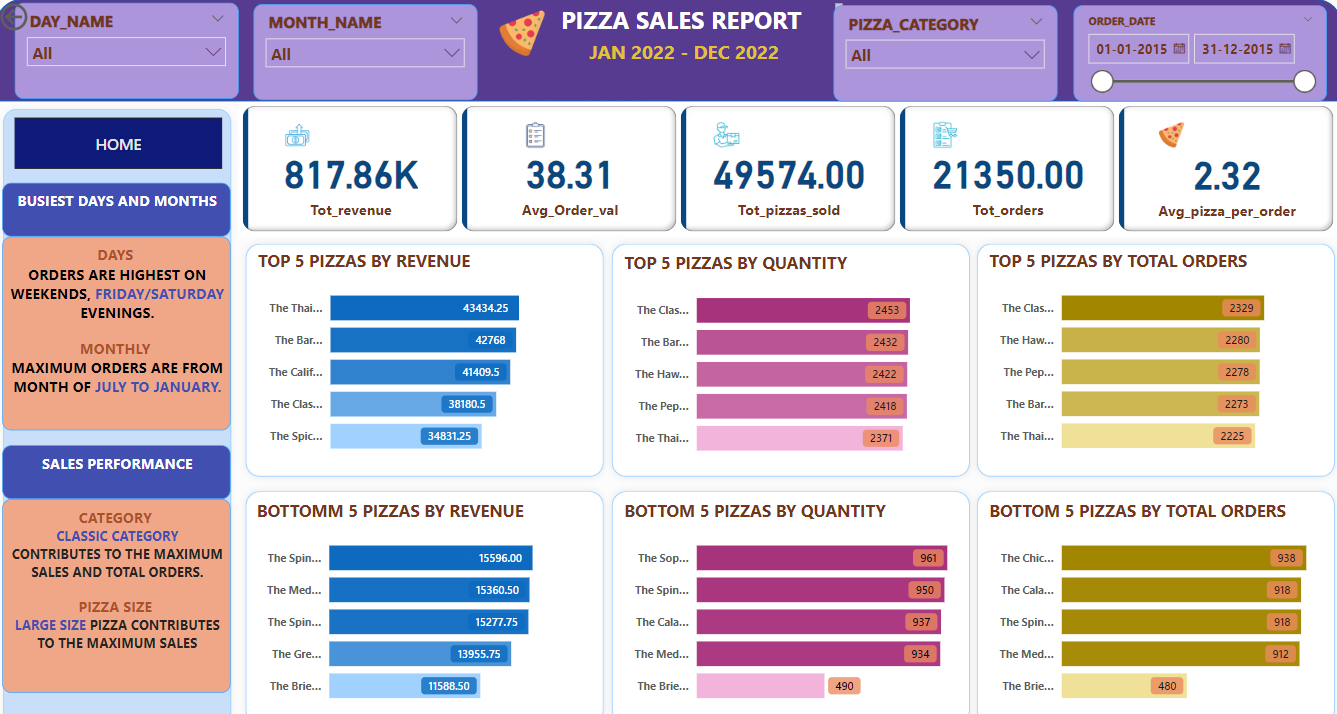 DAY_NAME
All
MONTH_NAME
All
PIZZA SALES REPORT
JAN 2022 - DEC 2022
PIZZA_CATEGORY
All
ORDER_DATE
01-01-2015
31-12-2015
HOME
BUSIEST DAYS AND MONTHS
DAYS
ORDERS ARE HIGHEST ON
WEEKENDS, FRIDAY/SATURDAY
EVENINGS.
MONTHLY
MAXIMUM ORDERS ARE FROM
MONTH OF JULY TO JANUARY.
SALES PERFORMANCE
CATEGORY
CLASSIC CATEGORY
CONTRIBUTES TO THE MAXIMUM
SALES AND TOTAL ORDERS.
PIZZA SIZE
LARGE SIZE PIZZA CONTRIBUTES
TO THE MAXIMUM SALES
817.86K
Tot_revenue
38.31
Avg_Order_val
49574.00
Tot_pizzas_sold
21350.00
Tot_orders
2.32
Avg_pizza_per_order
TOP 5 PIZZAS BY REVENUE
The Thai... 43434.25
The Bar... 42768
The Calif... 41409.5
The Clas... 38180.5
The Spic... 34831.25
TOP 5 PIZZAS BY QUANTITY
The Clas... 2453
The Bar... 2432
The Haw... 2422
The Pep... 2418
The Thai... 2371
TOP 5 PIZZAS BY TOTAL ORDERS
The Clas... 2329
The Haw... 2280
The Pep... 2278
The Bar... 2273
The Thai... 2225
BOTTOMM 5 PIZZAS BY REVENUE
The Spin... 15596.00
The Med... 15360.50
The Spin... 15277.75
The Gre... 13955.75
The Brie... 11588.50
BOTTOM 5 PIZZAS BY QUANTITY
The Sop... 961
The Spin... 950
The Cala... 937
The Med... 934
The Brie... 490
BOTTOM 5 PIZZAS BY TOTAL ORDERS
The Chic... 938
The Cala... 918
The Spin... 918
The Med... 912
The Brie... 480